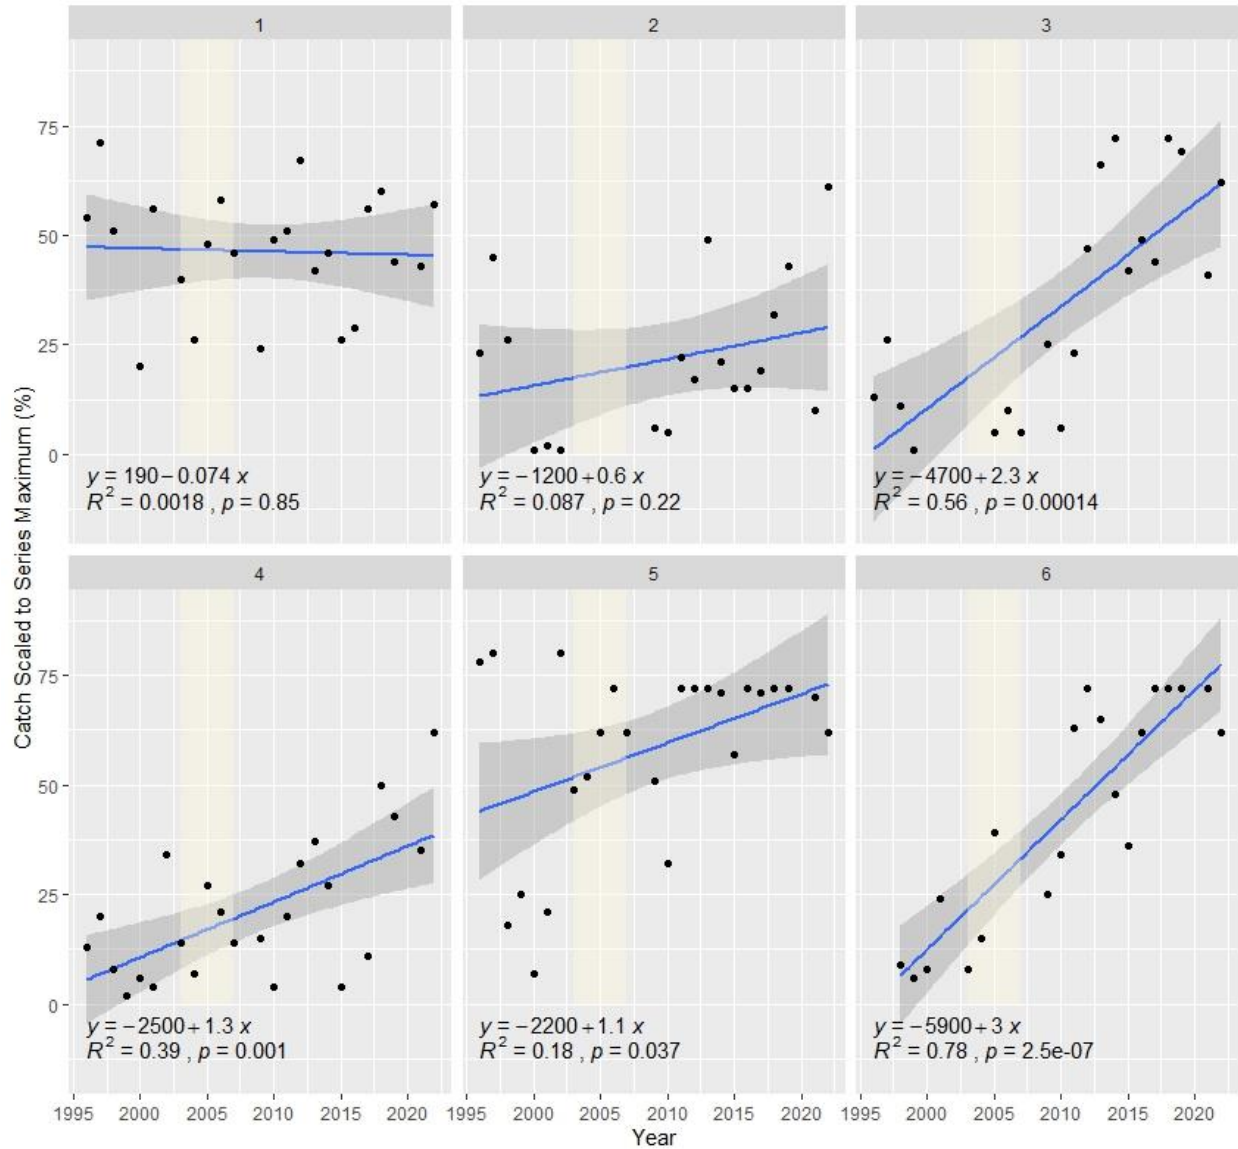 1 2 3
Catch Scaled to Series Maximum (%)
75
50
25
0
y = 190−0.074 x
R² = 0.0018 , p = 0.85
y = −1200+0.6 x
R² = 0.087 , p = 0.22
y = −4700+2.3 x
R² = 0.56 , p = 0.00014
4 5 6
75
50
25
0
y = −2500+1.3 x
R² = 0.39 , p = 0.001
y = −2200+1.1 x
R² = 0.18 , p = 0.037
y = −5900+3 x
R² = 0.78 , p = 2.5e-07
1995 2000 2005 2010 2015 2020 1995 2000 2005 2010 2015 2020 1995 2000 2005 2010 2015 2020
Year